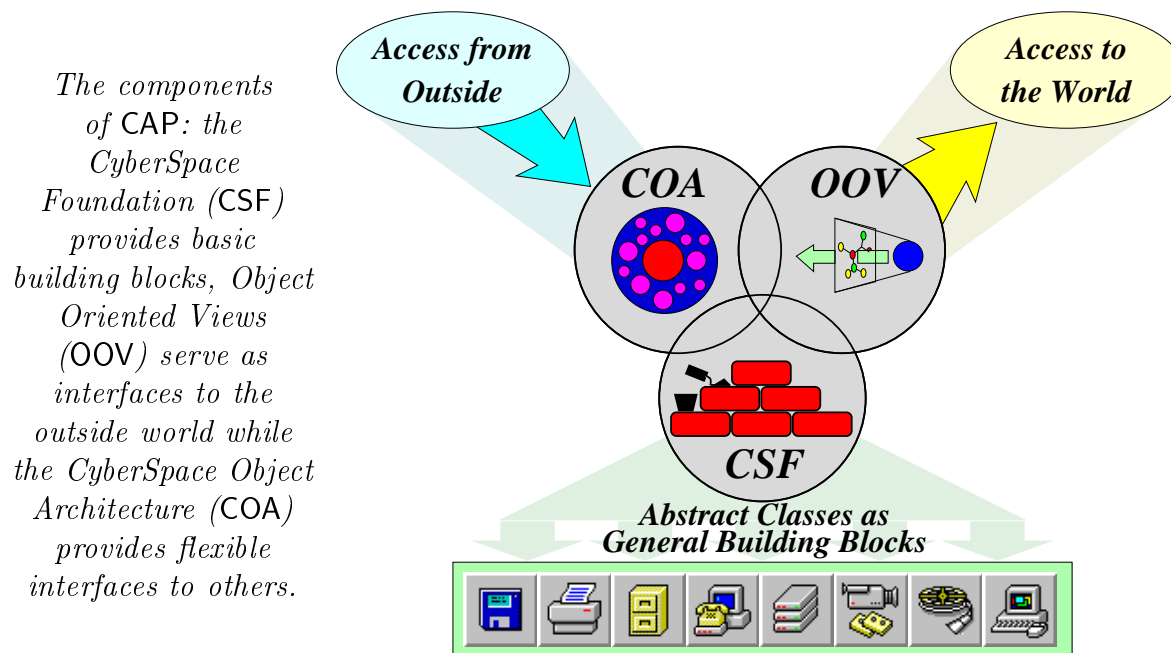 The components
of CAP: the
CyberSpace
Foundation (CSF)
provides basic
building blocks, Object
Oriented Views
(OOV) serve as
interfaces to the
outside world while
the CyberSpace Object
Architecture (COA)
provides flexible
interfaces to others.
Access from
Outside
Access to
the World
COA
OOV
CSF
Abstract Classes as
General Building Blocks